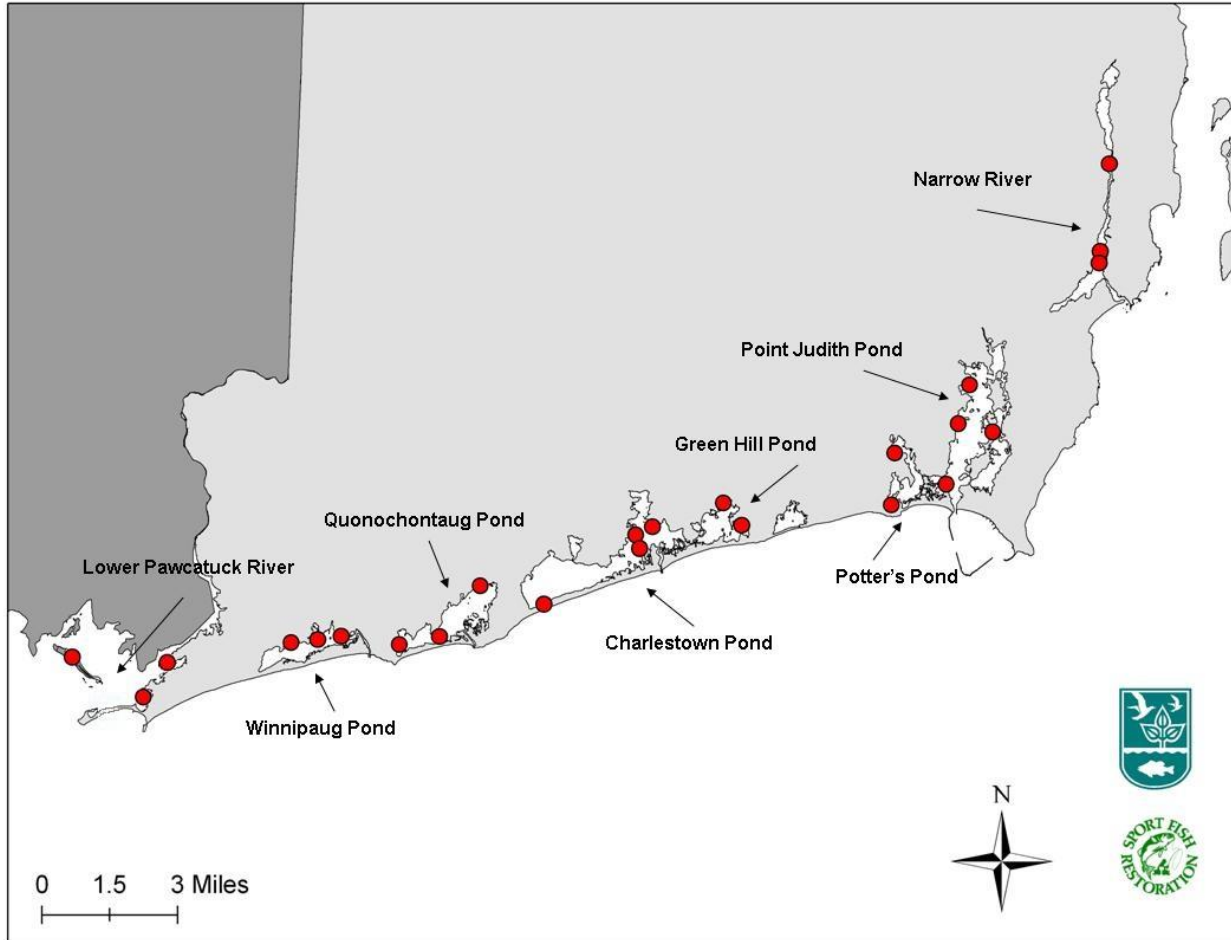 Narrow River
Point Judith Pond
Green Hill Pond
Quonochontaug Pond
Lower Pawcatuck River
Potter's Pond
Charlestown Pond
Winnipaug Pond
N
SPORT FISH
RESTORATION
0 1.5 3 Miles